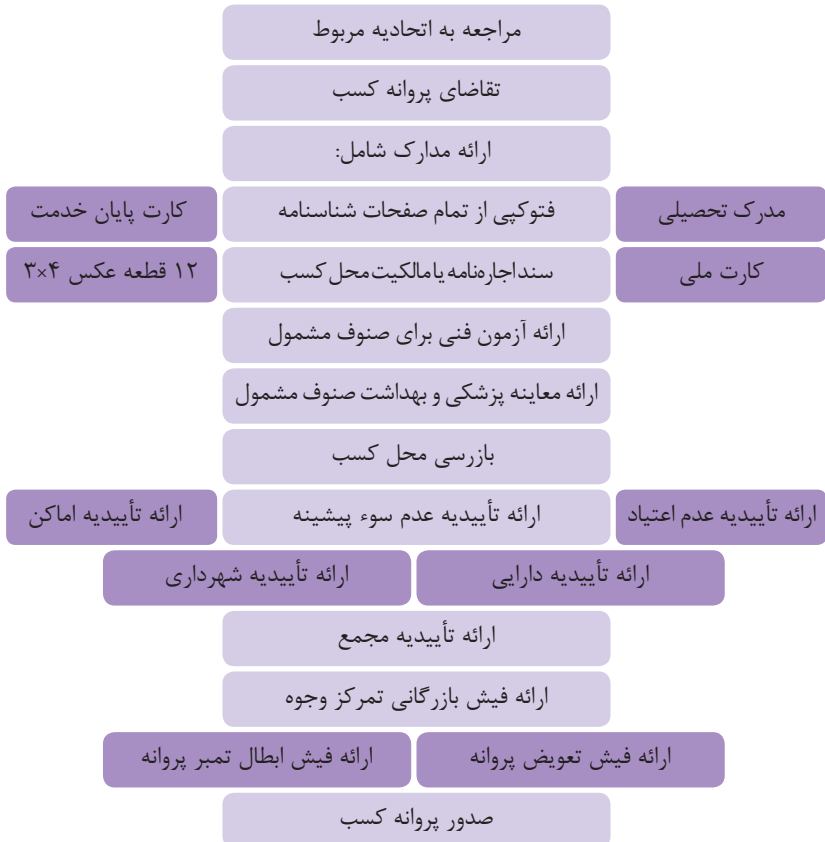 مراجعه به اتحادیه مربوط
تقاضای پروانه کسب
ارائه مدارک شامل:
مدرک تحصیلی
فتوکپی از تمام صفحات شناسنامه
کارت پایان خدمت
کارت ملی
سند اجاره‌نامه یا مالکیت محل کسب
۱۲ قطعه عکس ۴×۳
ارائه آزمون فنی برای صنوف مشمول
ارائه معاینه پزشکی و بهداشت صنوف مشمول
بازرسی محل کسب
ارائه تأییدیه عدم اعتیاد
ارائه تأییدیه عدم سوء پیشینه
ارائه تأییدیه اماکن
ارائه تأییدیه دارایی
ارائه تأییدیه شهرداری
ارائه تأییدیه مجمع
ارائه فیش بازرگانی تمرکز وجوه
ارائه فیش تعویض پروانه
ارائه فیش ابطال تمبر پروانه
صدور پروانه کسب